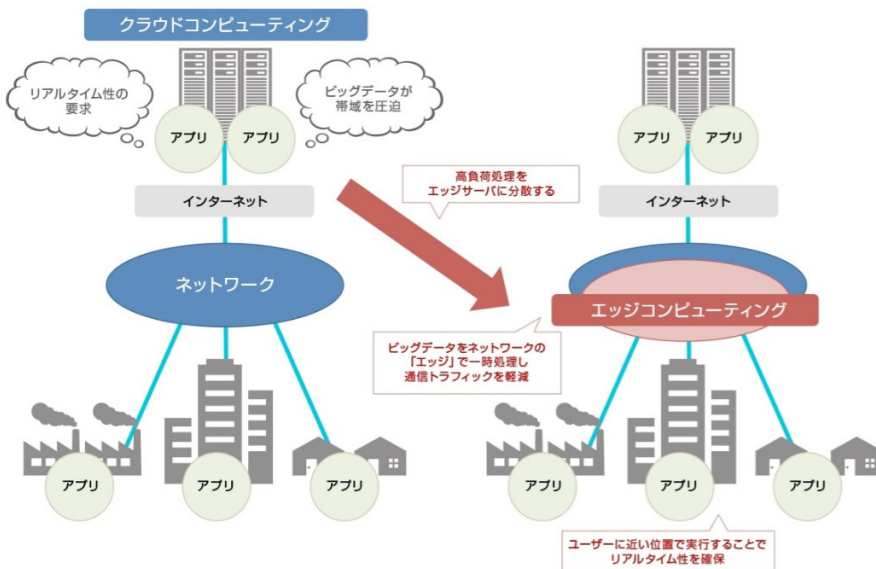 クラウドコンピューティング
リアルタイム性の
要求
ビッグデータが
帯域を圧迫
アプリ
アプリ
インターネット
ネットワーク
アプリ
アプリ
アプリ
高負荷処理を
エッジサーバに分散する
ビッグデータをネットワークの
「エッジ」で一時処理し
通信トラフィックを軽減
アプリ
アプリ
インターネット
エッジコンピューティング
アプリ
アプリ
アプリ
ユーザーに近い位置で実行することで
リアルタイム性を確保